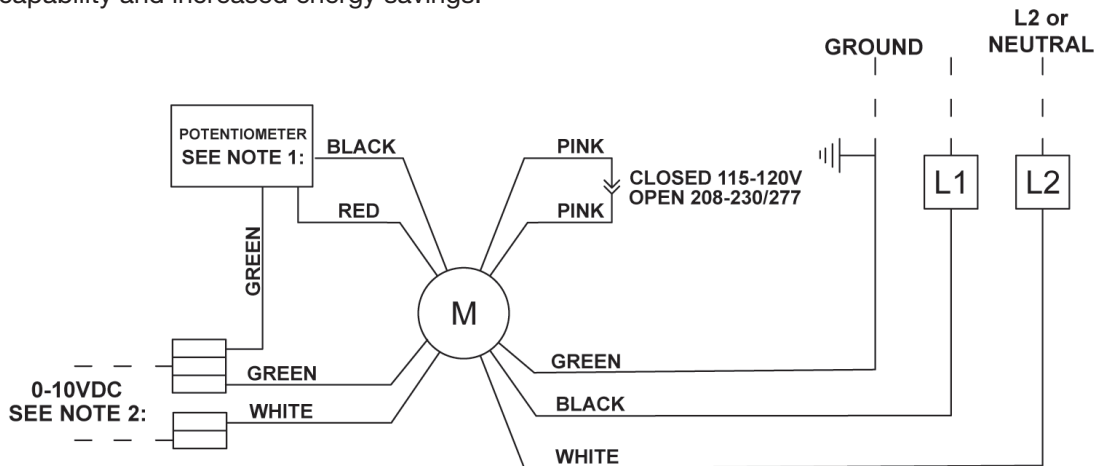 capability and increased energy savings.
L2 or
NEUTRAL
GROUND
POTENTIOMETER
SEE NOTE 1:
BLACK
PINK
CLOSED 115-120V
OPEN 208-230/277
L1
L2
RED
PINK
GREEN
M
0-10VDC
SEE NOTE 2:
GREEN
WHITE
GREEN
BLACK
WHITE